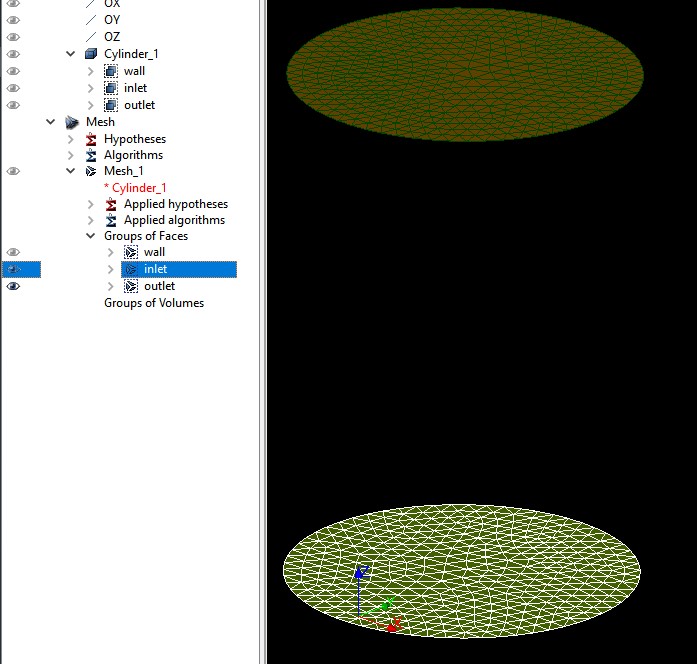 OX
OY
OZ
Cylinder_1
wall
inlet
outlet
Mesh
Hypotheses
Algorithms
Mesh_1
* Cylinder_1
Applied hypotheses
Applied algorithms
Groups of Faces
wall
inlet
outlet
Groups of Volumes
Z